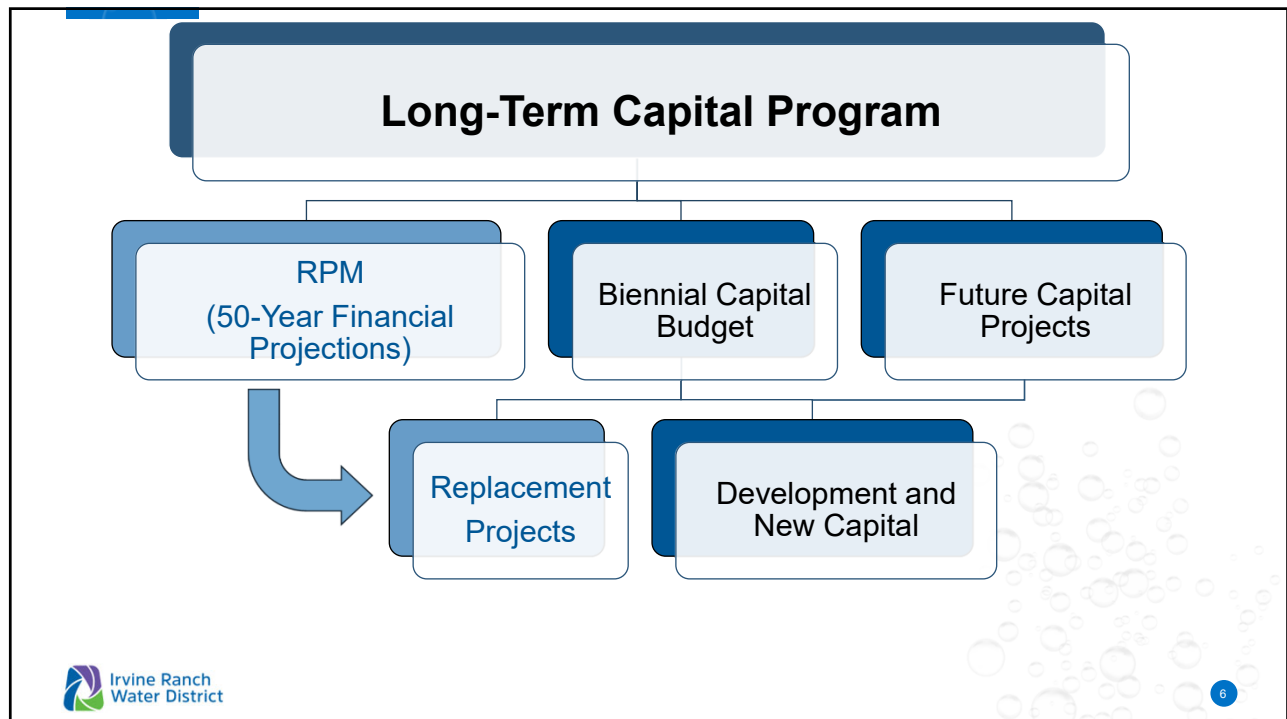 Long-Term Capital Program
RPM
(50-Year Financial
Projections)
Biennial Capital
Budget
Future Capital
Projects
Replacement
Projects
Development and
New Capital
Irvine Ranch
Water District
6